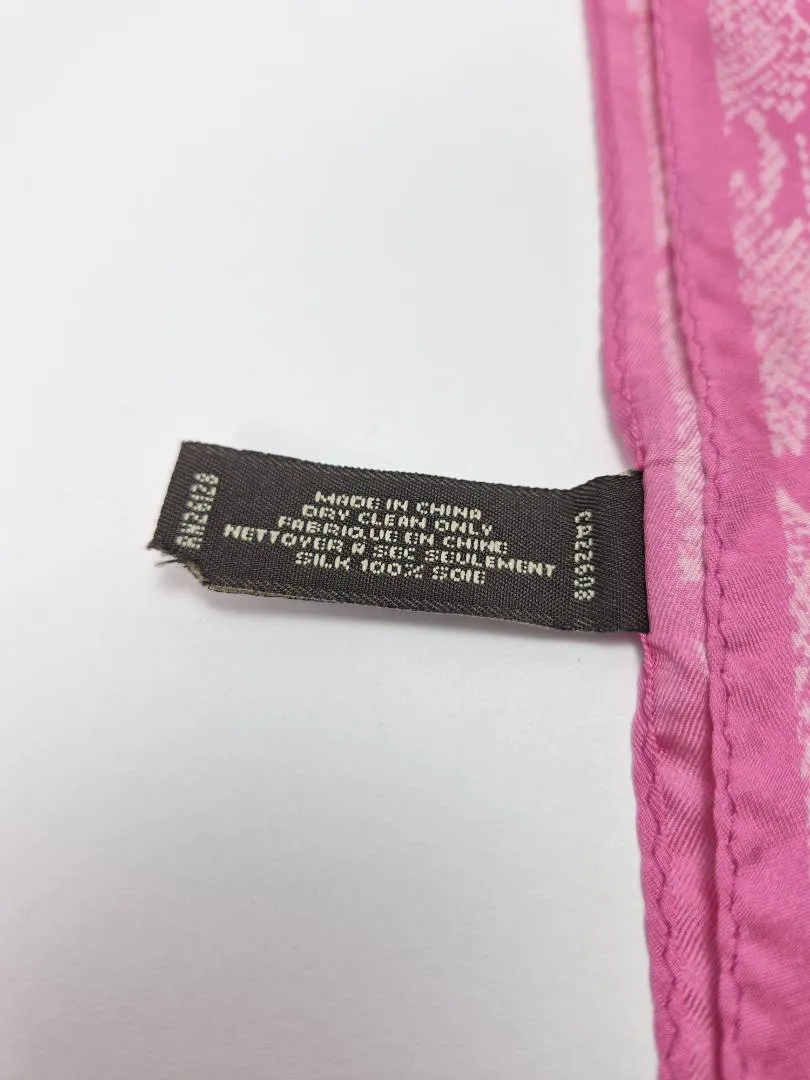 MADE IN CHINA
DRY CLEAN ONLY
FABRIQUE EN CHINE
NETTOYER A SEC SEULEMENT
SILK 100% SOIE